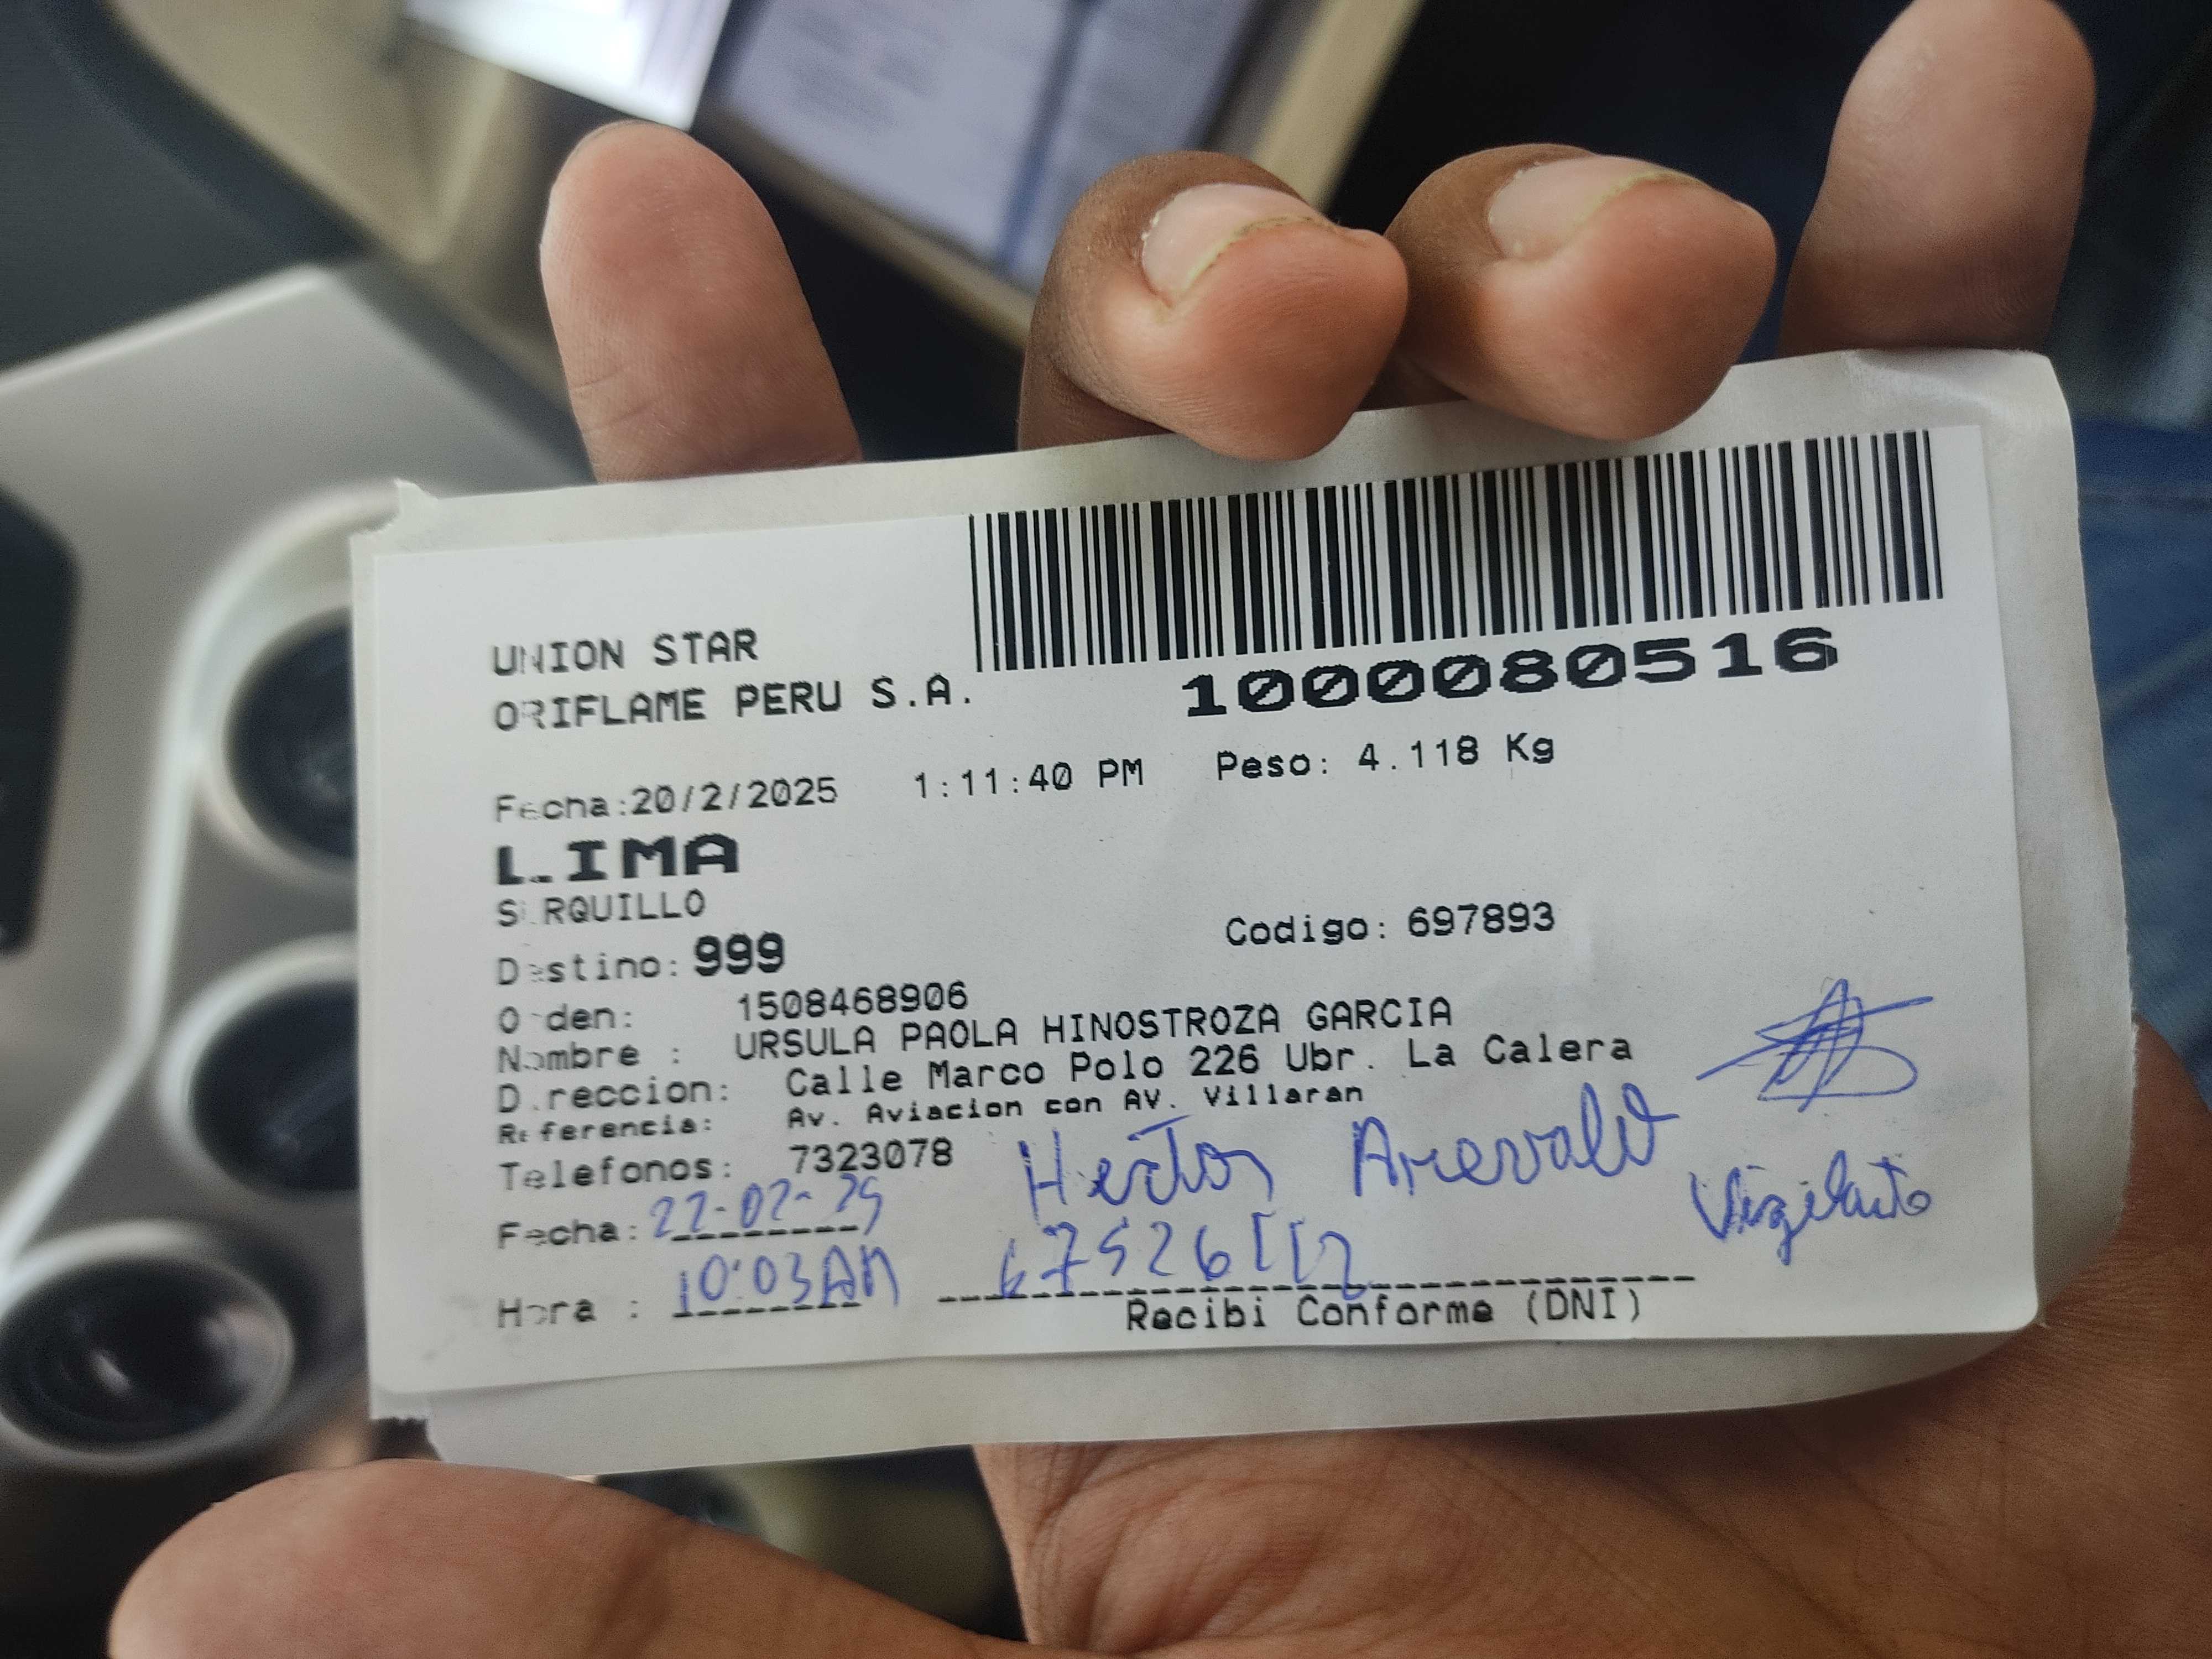 UNION STAR
ORIFLAME PERU S.A.
1000080516
Fecha:20/2/2025 1:11:40 PM Peso: 4.118 Kg
LIMA
SURQUILLO
Destino: 999 Codigo: 697893
Orden: 1508468906
Nombre : URSULA PAOLA HINOSTROZA GARCIA
Direccion: Calle Marco Polo 226 Ubr. La Calera
Referencia: Av. Aviacion con AV. Villaran
Telefonos: 7323078
Hector Arevalo
Vigilante
Fecha: 22-02-25
Hora : 10:03AM
Recibi Conforme (DNI)